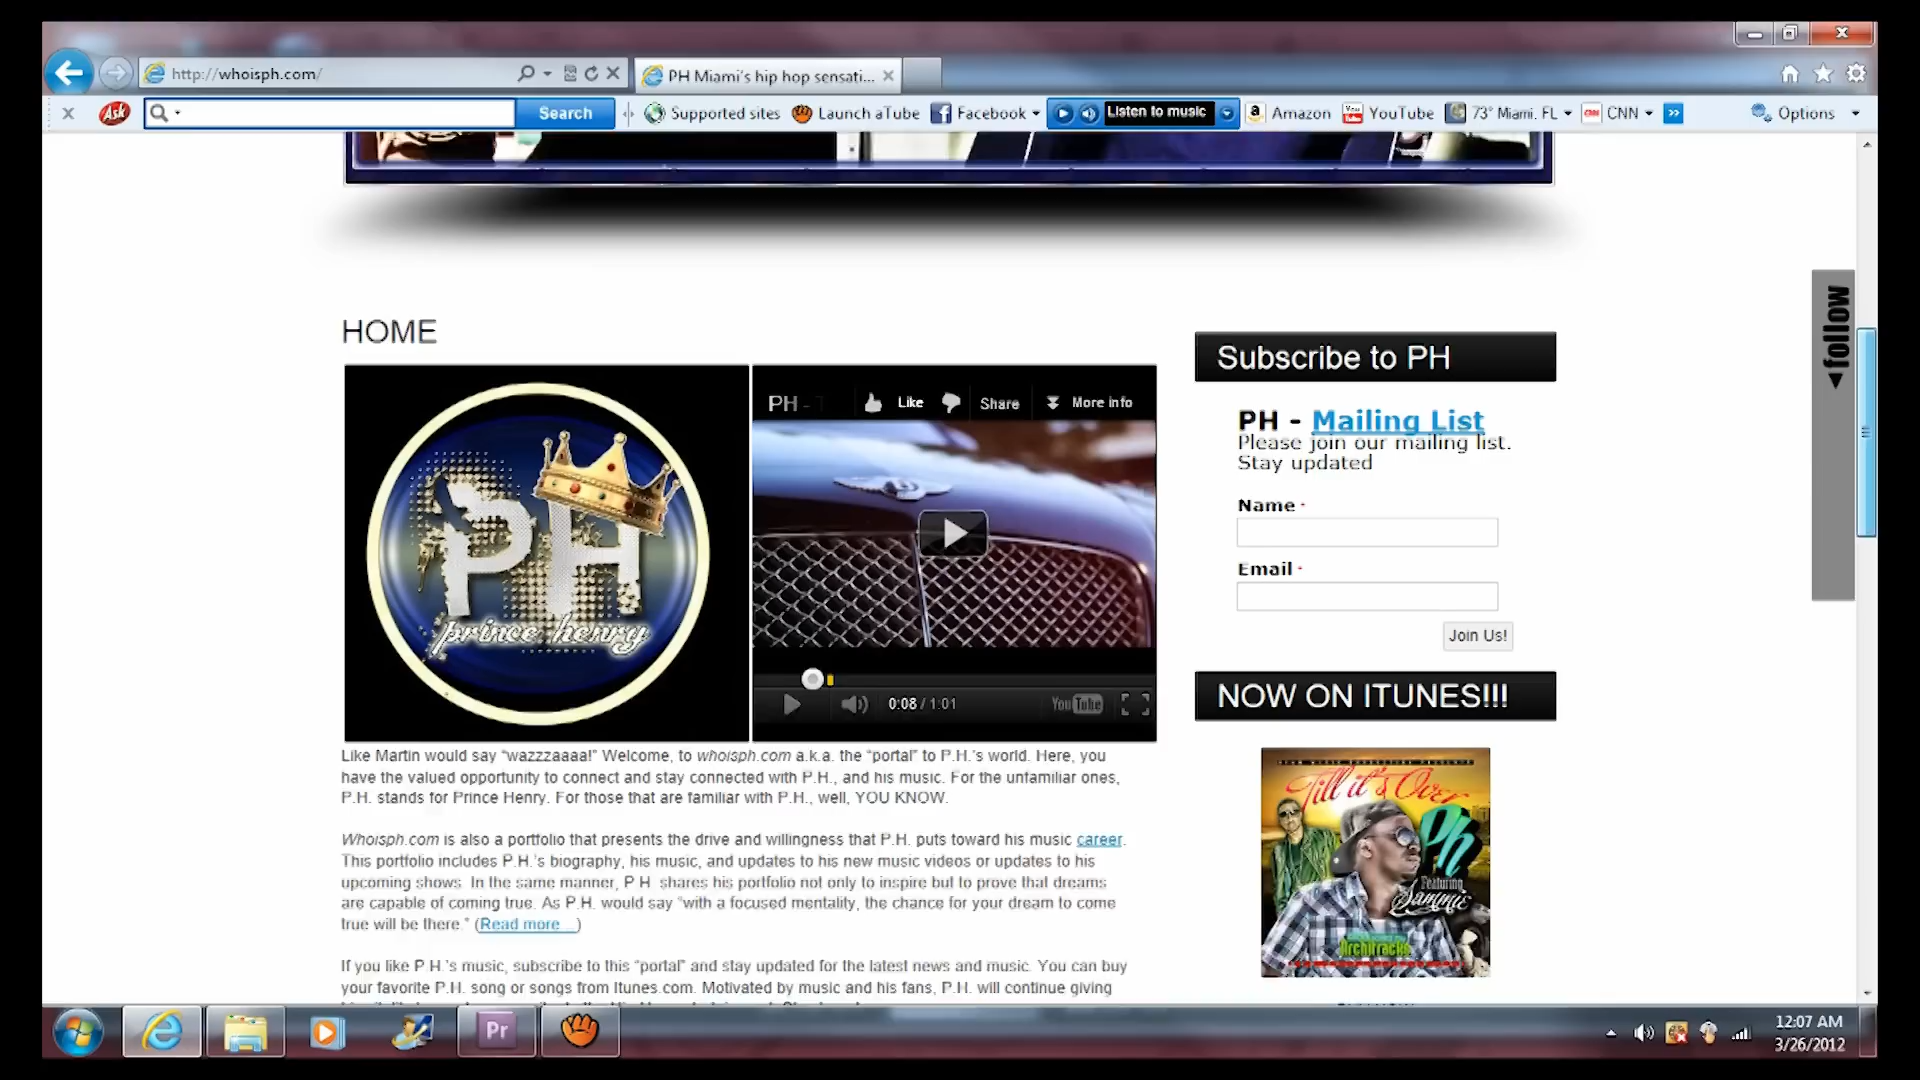 http://whoisph.com/
PH Miami's hip hop sensati...
Ask
Search
Supported sites
Launch aTube
Facebook
Listen to music
Amazon
YouTube
73° Miami, FL
CNN
Options
follow
HOME
PH
prince henry
PH -
Like
Share
More info
0:08 / 1:01
YouTube
Like Martin would say “wazzzaaaa!” Welcome, to whoisph.com a.k.a. the “portal” to P.H.'s world. Here, you
have the valued opportunity to connect and stay connected with P.H., and his music. For the unfamiliar ones,
P.H. stands for Prince Henry. For those that are familiar with P.H., well, YOU KNOW.
Whoisph.com is also a portfolio that presents the drive and willingness that P.H. puts toward his music career.
This portfolio includes P.H.'s biography, his music, and updates to his new music videos or updates to his
upcoming shows. In the same manner, P.H. shares his portfolio not only to inspire but to prove that dreams
are capable of coming true. As P.H. would say “with a focused mentality, the chance for your dream to come
true will be there.” (Read more ...)
If you like P.H.'s music, subscribe to this “portal” and stay updated for the latest news and music. You can buy
your favorite P.H. song or songs from Itunes.com. Motivated by music and his fans, P.H. will continue giving
Subscribe to PH
PH - Mailing List
Please join our mailing list.
Stay updated
Name *
Email *
Join Us!
NOW ON ITUNES!!!
Till it's Over
Ph
Featuring
Sammie
Architracks
Pr
12:07 AM
3/26/2012